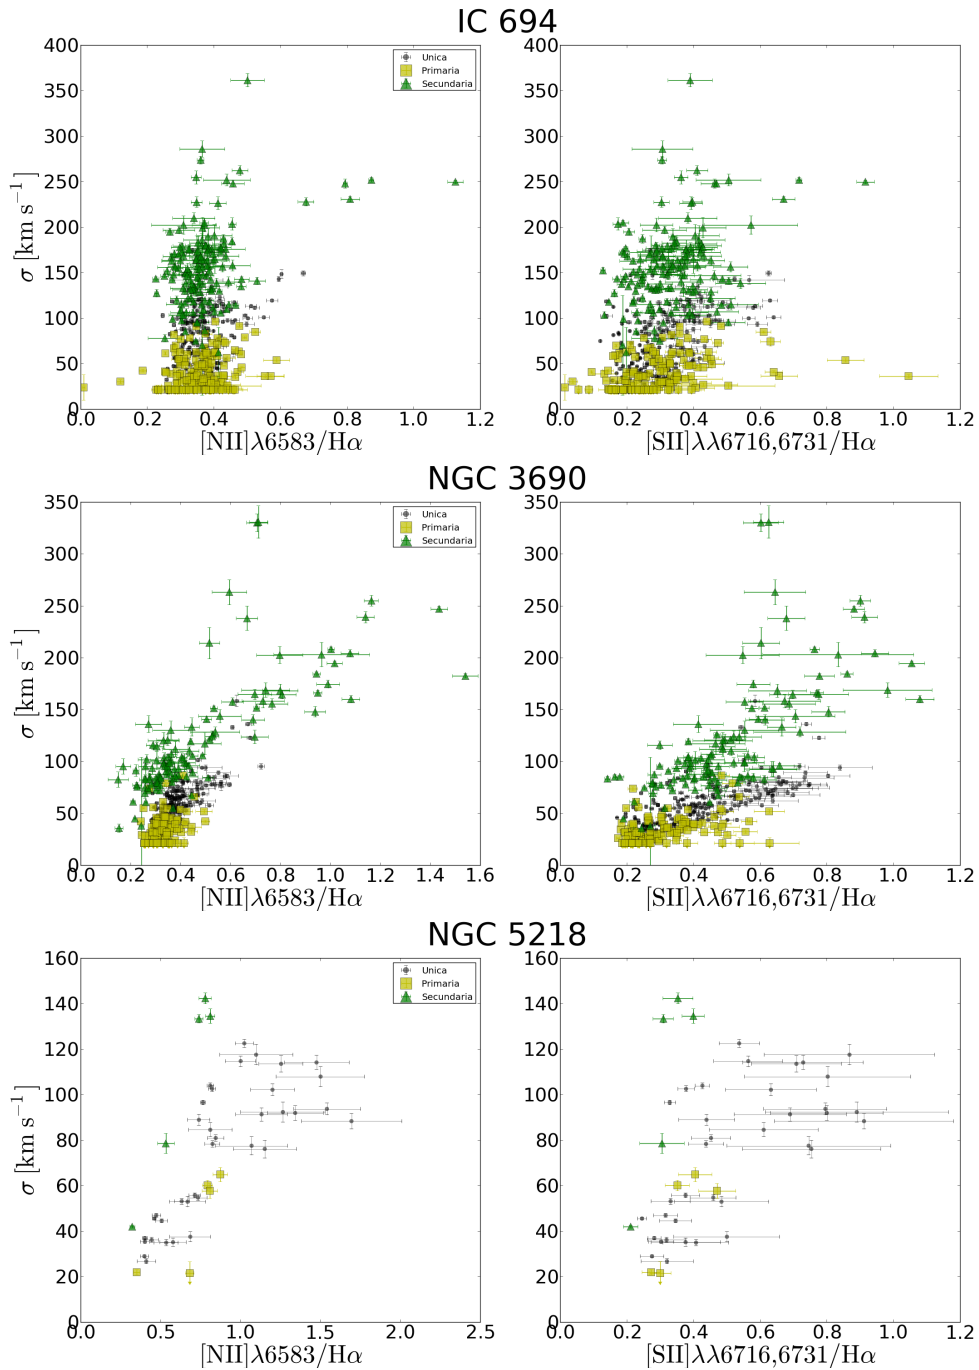 IC 694
400
350
300
250
200
150
100
50
0
σ [km s⁻¹]
0.0 0.2 0.4 0.6 0.8 1.0 1.2
[NII]λ6583/Hα
Unica
Primaria
Secundaria
400
350
300
250
200
150
100
50
0
0.0 0.2 0.4 0.6 0.8 1.0 1.2
[SII]λλ6716,6731/Hα
NGC 3690
350
300
250
200
150
100
50
0
σ [km s⁻¹]
0.0 0.2 0.4 0.6 0.8 1.0 1.2 1.4 1.6
[NII]λ6583/Hα
Unica
Primaria
Secundaria
350
300
250
200
150
100
50
0
0.0 0.2 0.4 0.6 0.8 1.0 1.2
[SII]λλ6716,6731/Hα
NGC 5218
160
140
120
100
80
60
40
20
0
σ [km s⁻¹]
0.0 0.5 1.0 1.5 2.0 2.5
[NII]λ6583/Hα
Unica
Primaria
Secundaria
160
140
120
100
80
60
40
20
0
0.0 0.2 0.4 0.6 0.8 1.0 1.2
[SII]λλ6716,6731/Hα